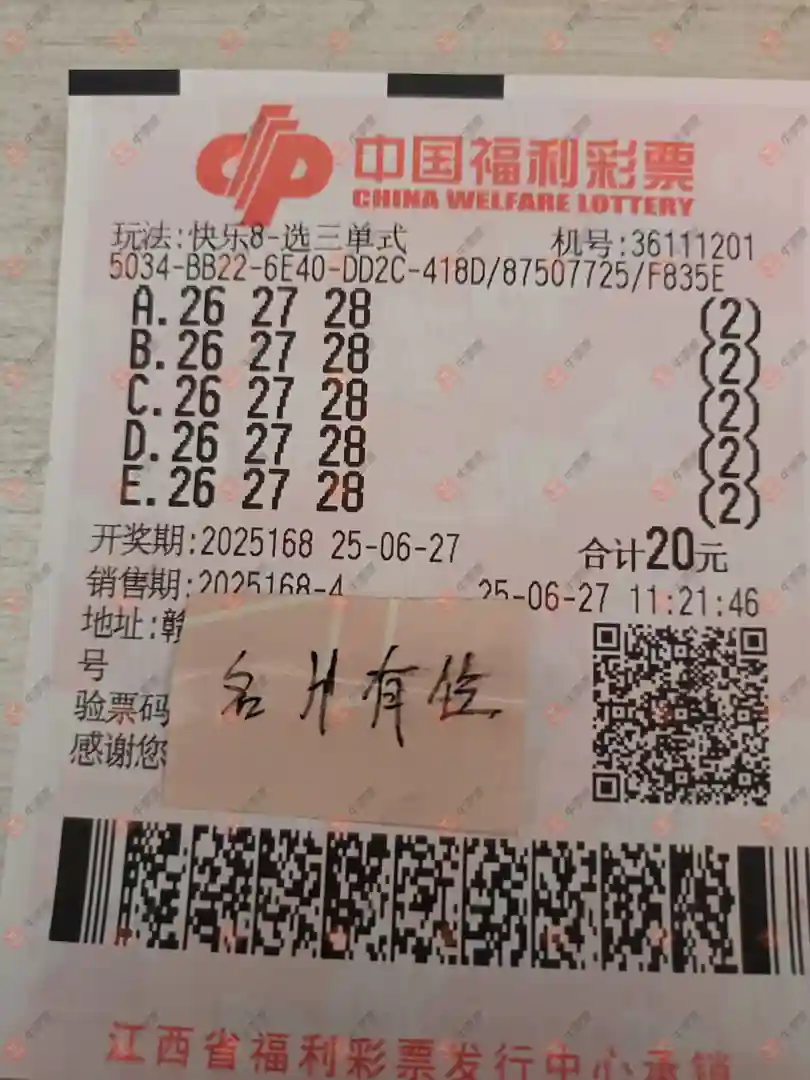 中国福利彩票
CHINA WELFARE LOTTERY
玩法:快乐8-选三单式 机号:36111201
5034-BB22-6E40-DD2C-418D/87507725/F835E
A.26 27 28 (2)
B.26 27 28 (2)
C.26 27 28 (2)
D.26 27 28 (2)
E.26 27 28 (2)
开奖期:2025168 25-06-27 合计20元
销售期:2025168-4 25-06-27 11:21:46
地址:赣
号
验票码
感谢您
名片有
江西省福利彩票发行中心承销